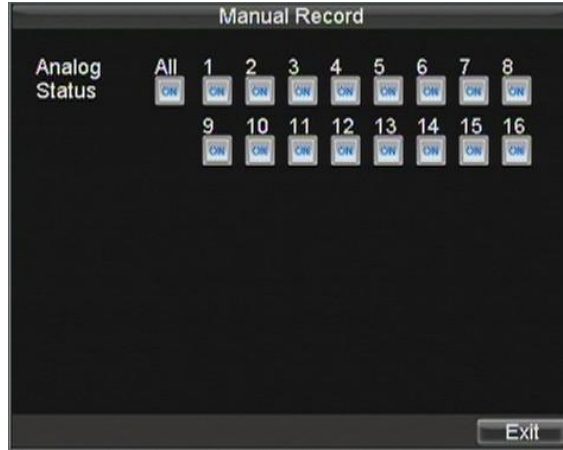 Manual Record
Analog All 1 2 3 4 5 6 7 8
Status ON ON ON ON ON ON ON ON ON
9 10 11 12 13 14 15 16
ON ON ON ON ON ON ON ON
Exit